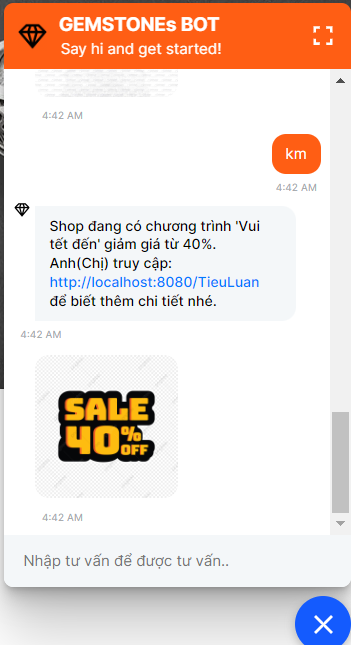 GEMSTONEs BOT
Say hi and get started!
4:42 AM
km
4:42 AM
Shop đang có chương trình 'Vui
tết đến' giảm giá từ 40%.
Anh(Chị) truy cập:
http://localhost:8080/TieuLuan
để biết thêm chi tiết nhé.
4:42 AM
SALE
40%
OFF
4:42 AM
Nhập tư vấn để được tư vấn..